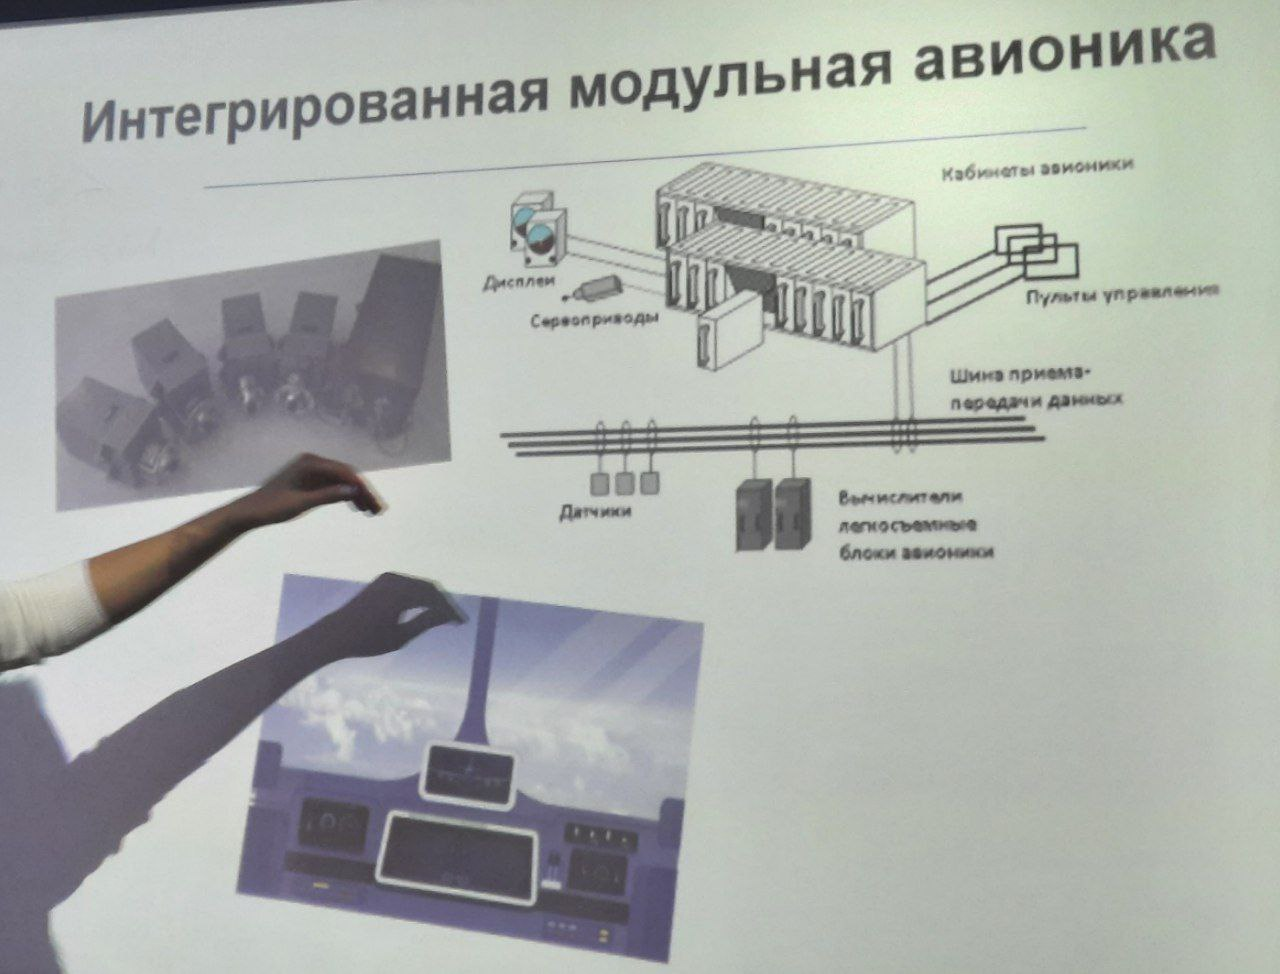 Интегрированная модульная авионика
Кабинеты авионики
Дисплеи
Сервоприводы
Пульты управления
Шина приема-
передачи данных
Датчики
Вычислители
легкосъемные
блоки авионики